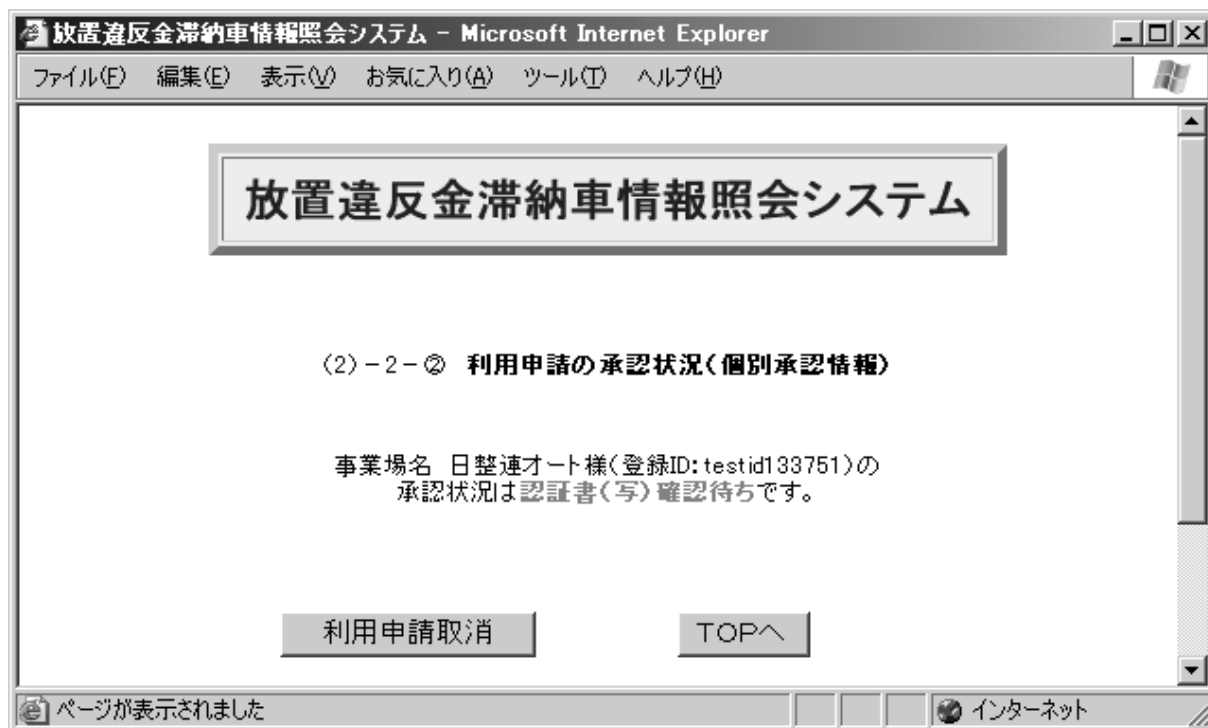 放置違反金滞納車情報照会システム - Microsoft Internet Explorer
ファイル(F) 編集(E) 表示(V) お気に入り(A) ツール(T) ヘルプ(H)
放置違反金滞納車情報照会システム
(2)-2-② 利用申請の承認状況(個別承認情報)
事業場名 日整連オート様(登録ID:testid133751)の
承認状況は認証書(写)確認待ちです。
利用申請取消 TOPへ
ページが表示されました インターネット